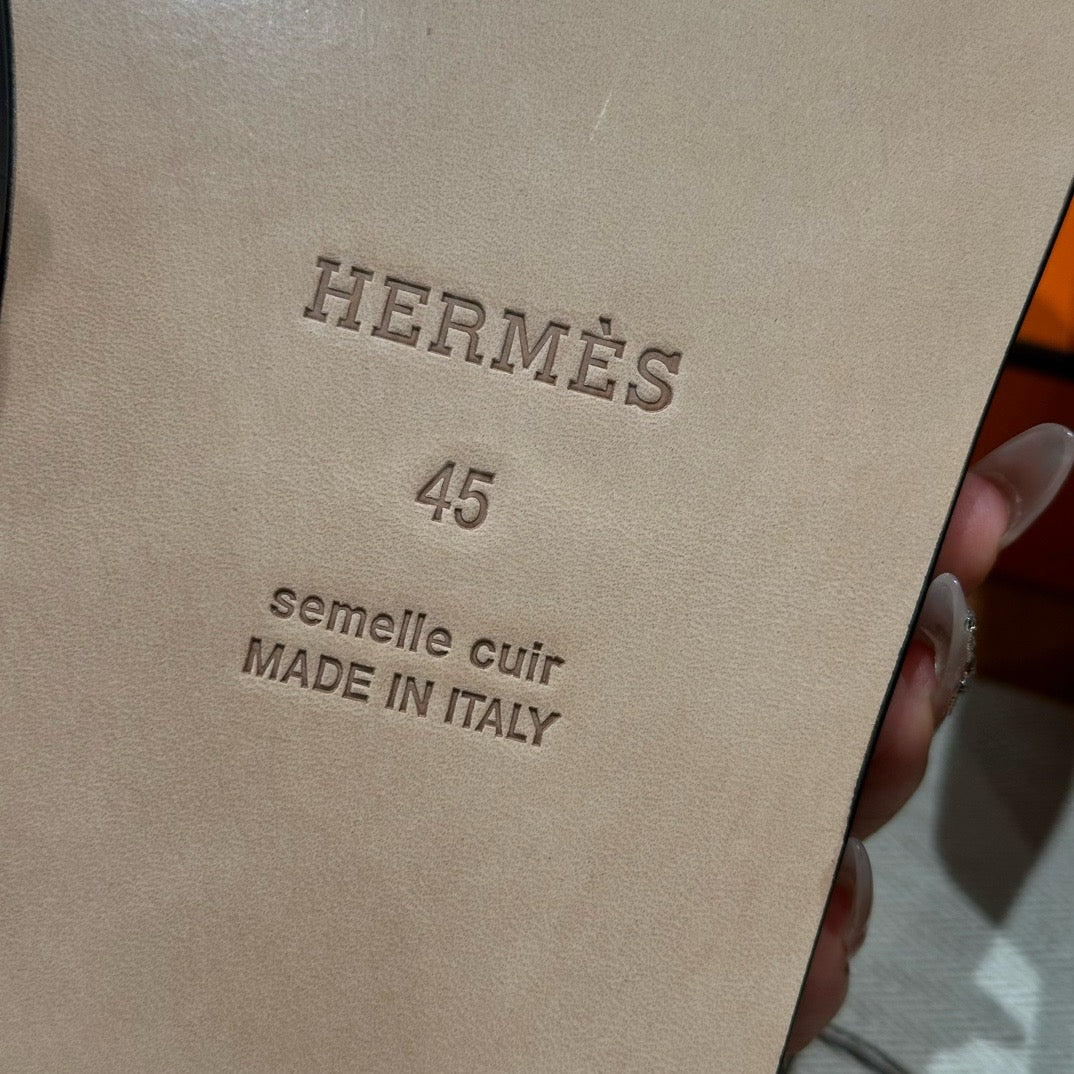 HERMÈS
45
semelle cuir
MADE IN ITALY